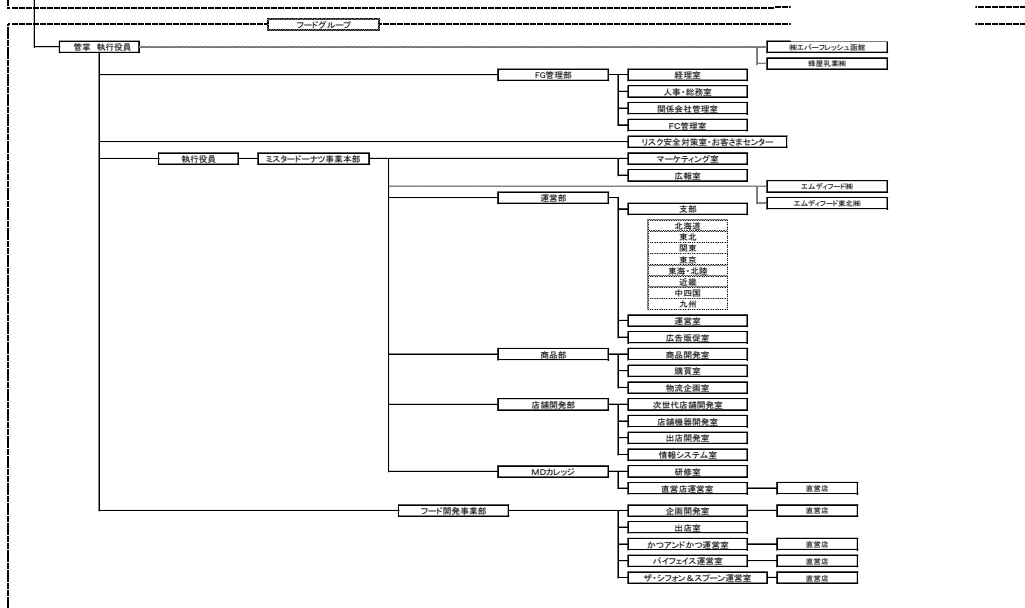 フードグループ
管掌 執行役員
㈱エバーフレッシュ函館
蜂屋乳業㈱
FG管理部
経理室
人事・総務室
関係会社管理室
FC管理室
リスク安全対策室・お客さまセンター
執行役員
ミスタードーナツ事業本部
マーケティング室
広報室
エムディフード㈱
エムディフード東北㈱
運営部
支部
北海道
東北
関東
東京
東海・北陸
近畿
中四国
九州
運営室
広告販促室
商品部
商品開発室
購買室
物流企画室
店舗開発部
次世代店舗開発室
店舗機器開発室
出店開発室
情報システム室
MDカレッジ
研修室
直営店運営室
直営店
フード開発事業部
企画開発室
直営店
出店室
かつアンドかつ運営室
直営店
パイフェイス運営室
直営店
ザ・シフォン＆スプーン運営室
直営店